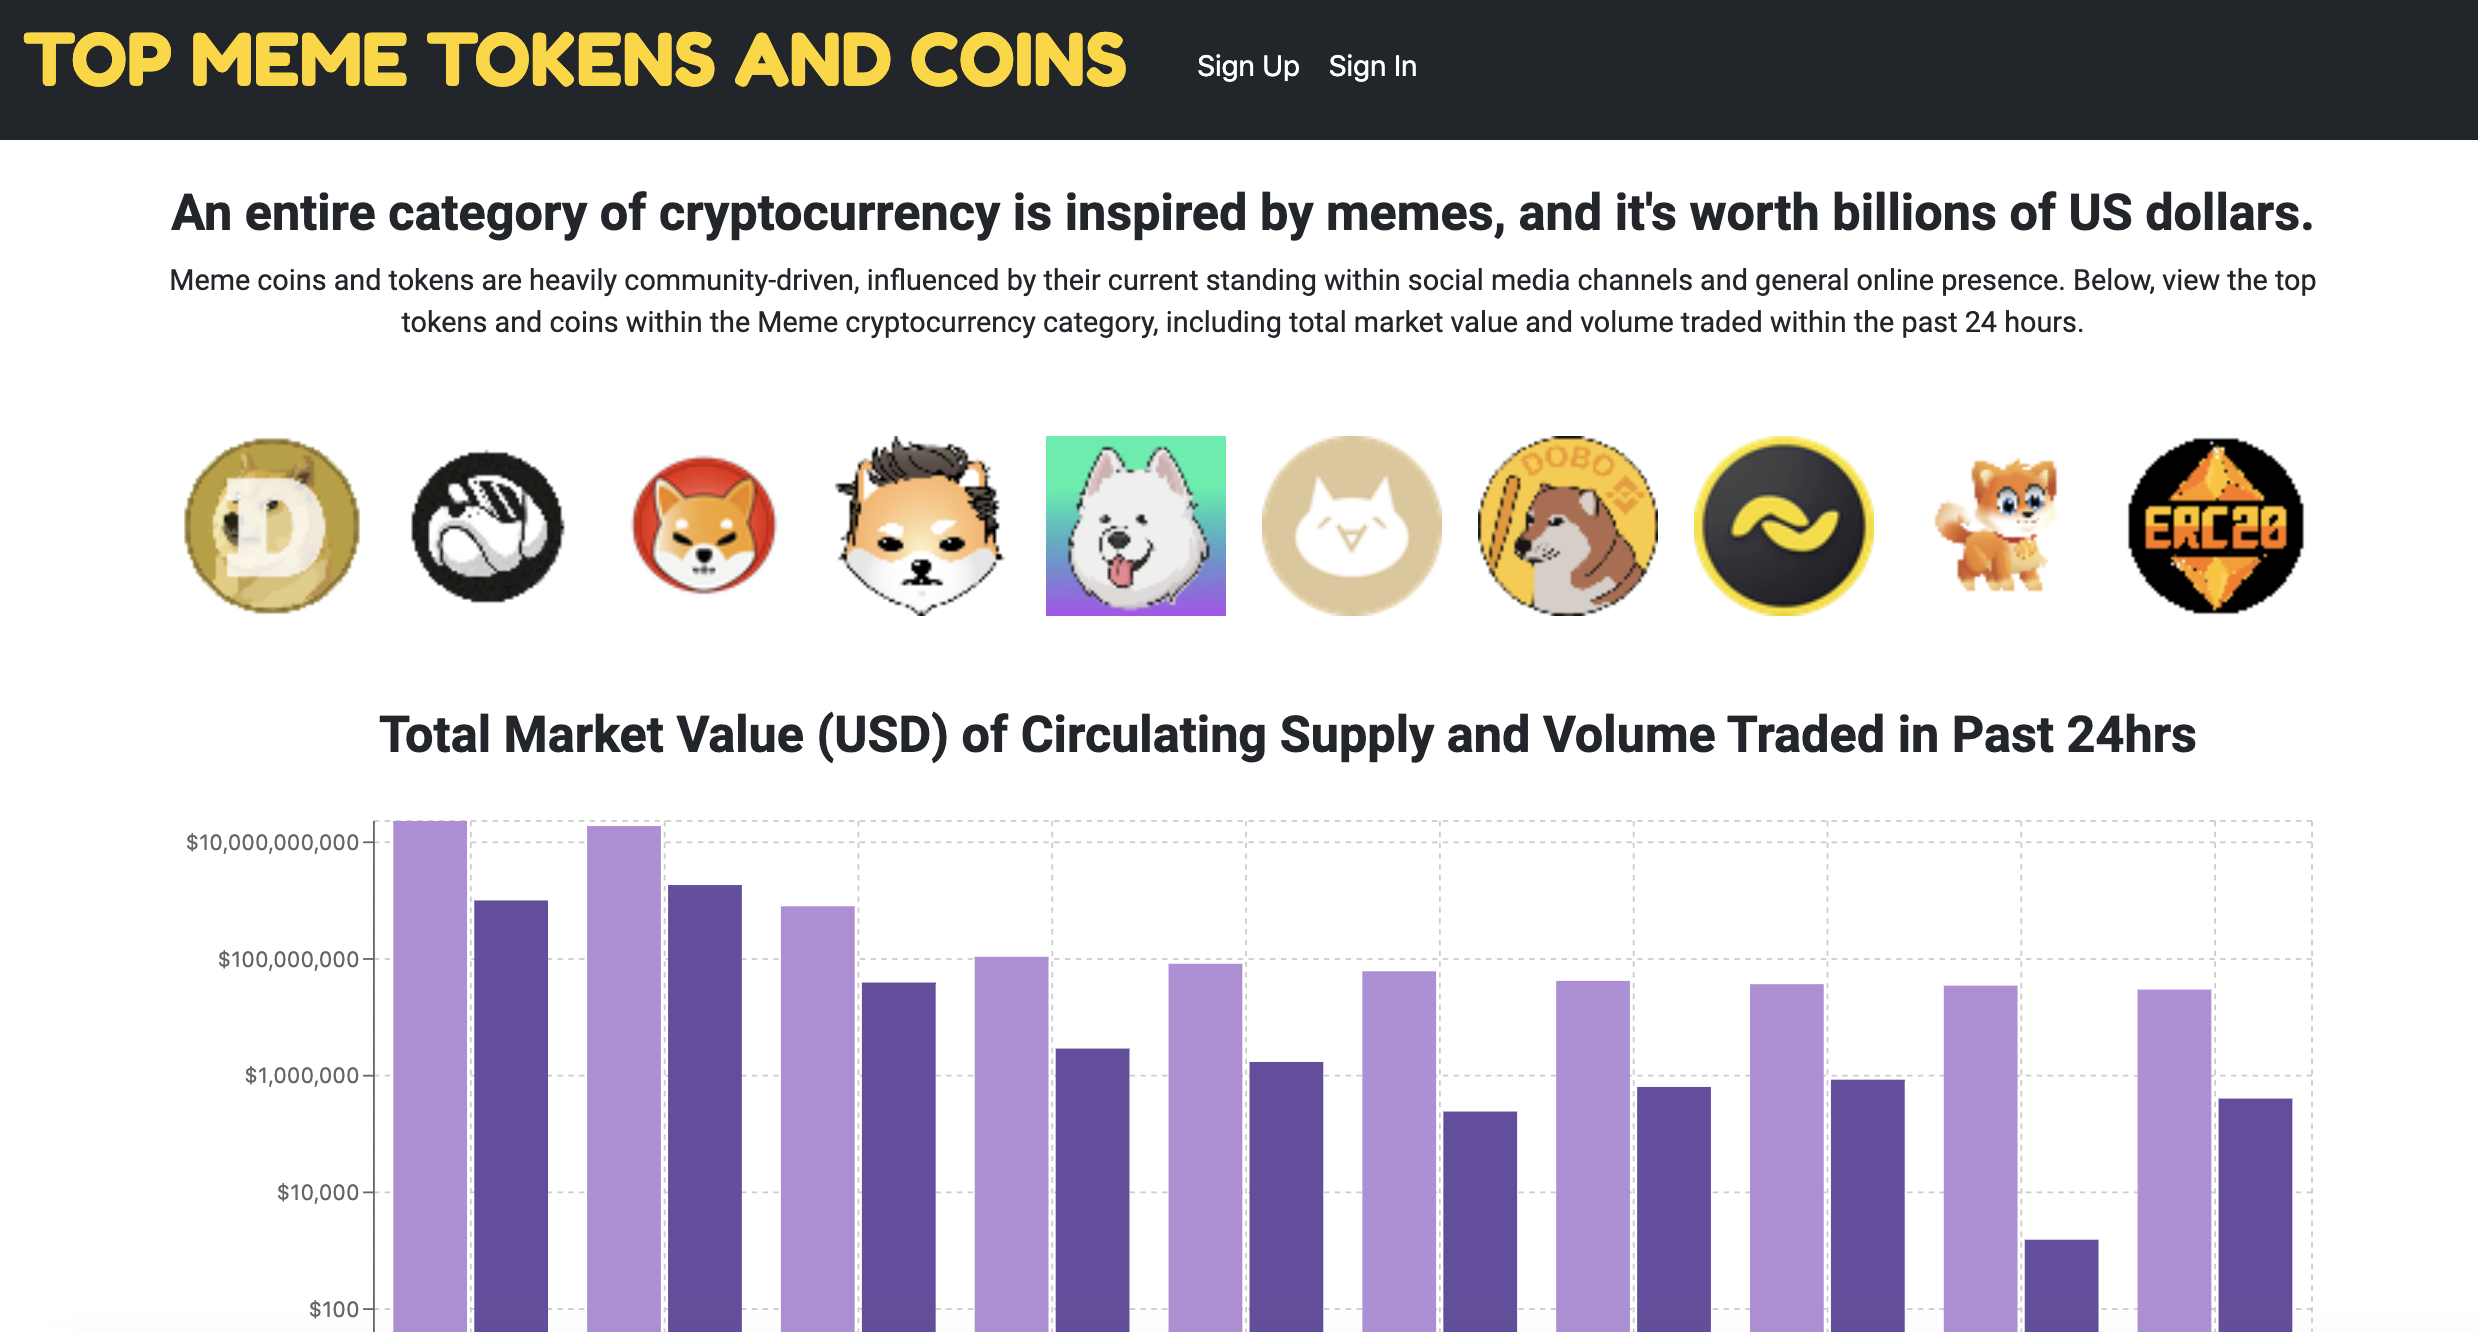 TOP MEME TOKENS AND COINS
Sign Up Sign In
An entire category of cryptocurrency is inspired by memes, and it's worth billions of US dollars.
Meme coins and tokens are heavily community-driven, influenced by their current standing within social media channels and general online presence. Below, view the top
tokens and coins within the Meme cryptocurrency category, including total market value and volume traded within the past 24 hours.
D
DOBO
ERC20
Total Market Value (USD) of Circulating Supply and Volume Traded in Past 24hrs
$10,000,000,000
$100,000,000
$1,000,000
$10,000
$100